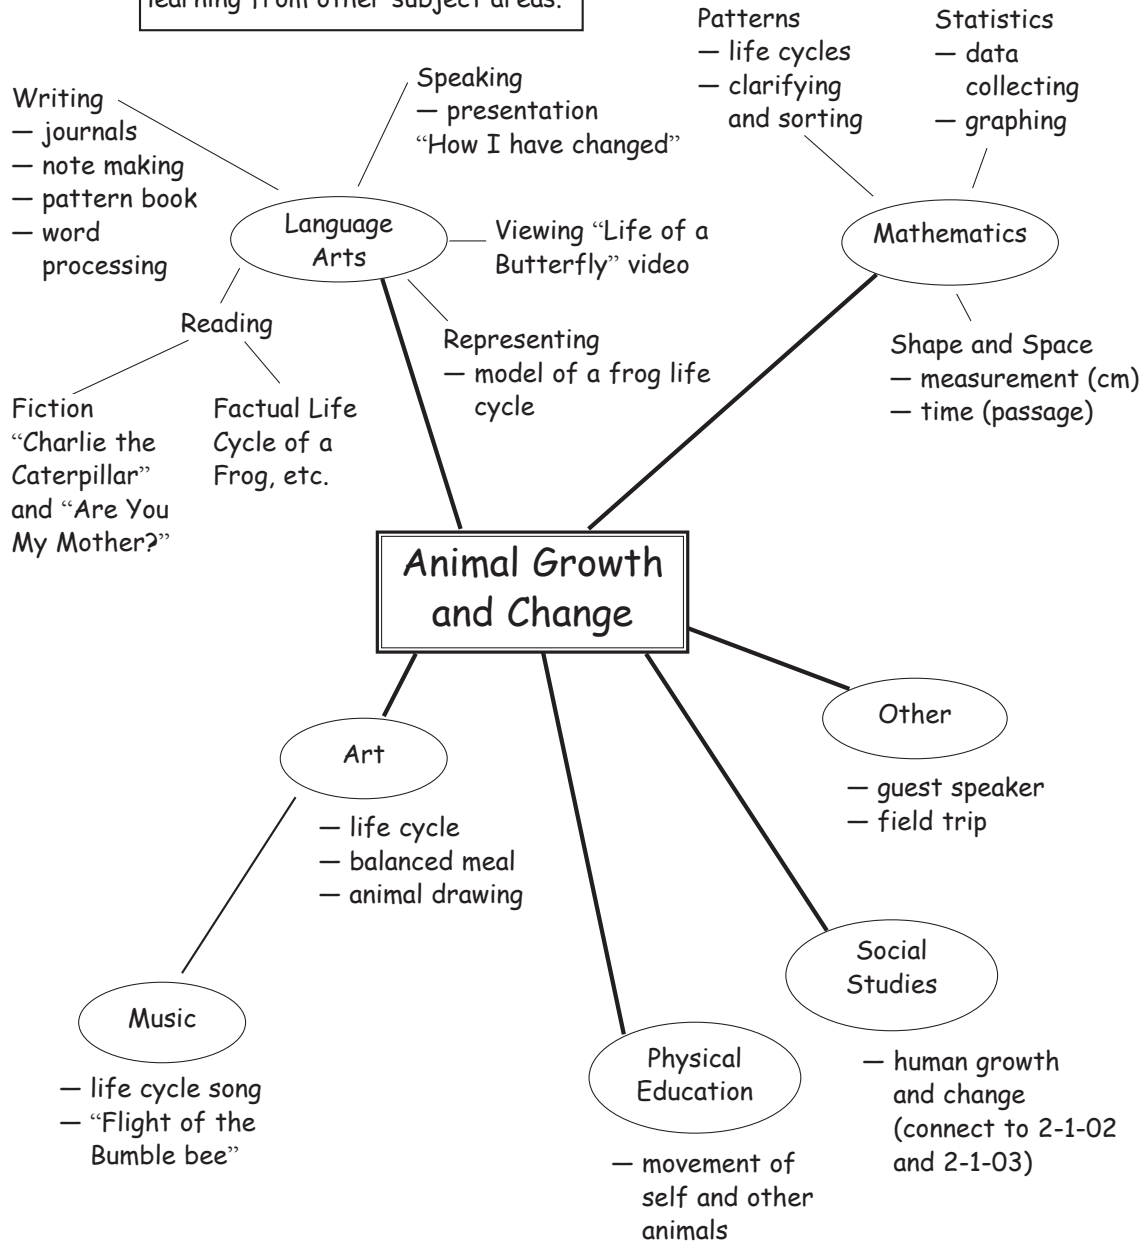 learning from other subject areas.
Patterns
— life cycles
— clarifying
and sorting
Statistics
— data
collecting
— graphing
Writing
— journals
— note making
— pattern book
— word
processing
Speaking
— presentation
“How I have changed”
Language
Arts
Viewing “Life of a
Butterfly” video
Mathematics
Reading
Representing
— model of a frog life
cycle
Shape and Space
— measurement (cm)
— time (passage)
Fiction
“Charlie the
Caterpillar”
and “Are You
My Mother?”
Factual Life
Cycle of a
Frog, etc.
Animal Growth
and Change
Art
— life cycle
— balanced meal
— animal drawing
Other
— guest speaker
— field trip
Music
— life cycle song
— “Flight of the
Bumble bee”
Physical
Education
— movement of
self and other
animals
Social
Studies
— human growth
and change
(connect to 2-1-02
and 2-1-03)